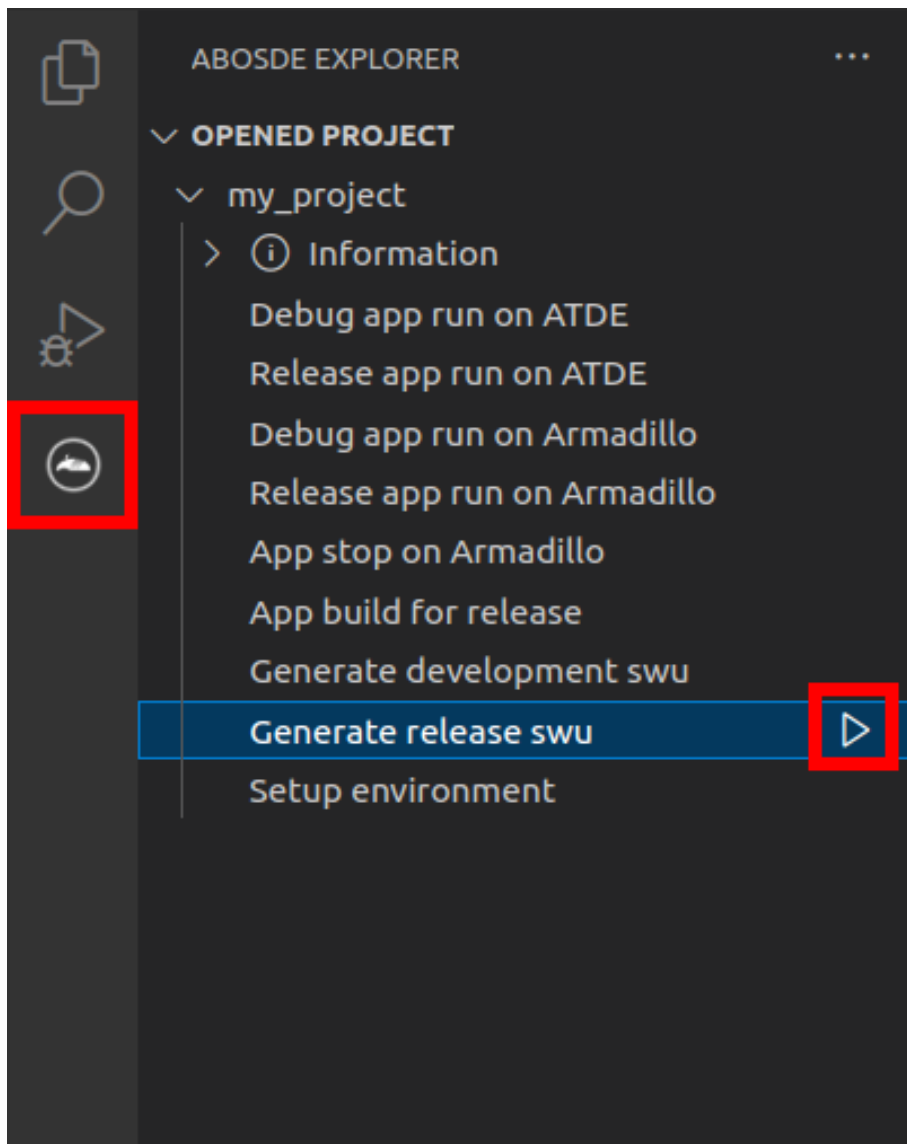 ABOSDE EXPLORER
OPENED PROJECT
my_project
Information
Debug app run on ATDE
Release app run on ATDE
Debug app run on Armadillo
Release app run on Armadillo
App stop on Armadillo
App build for release
Generate development swu
Generate release swu
Setup environment